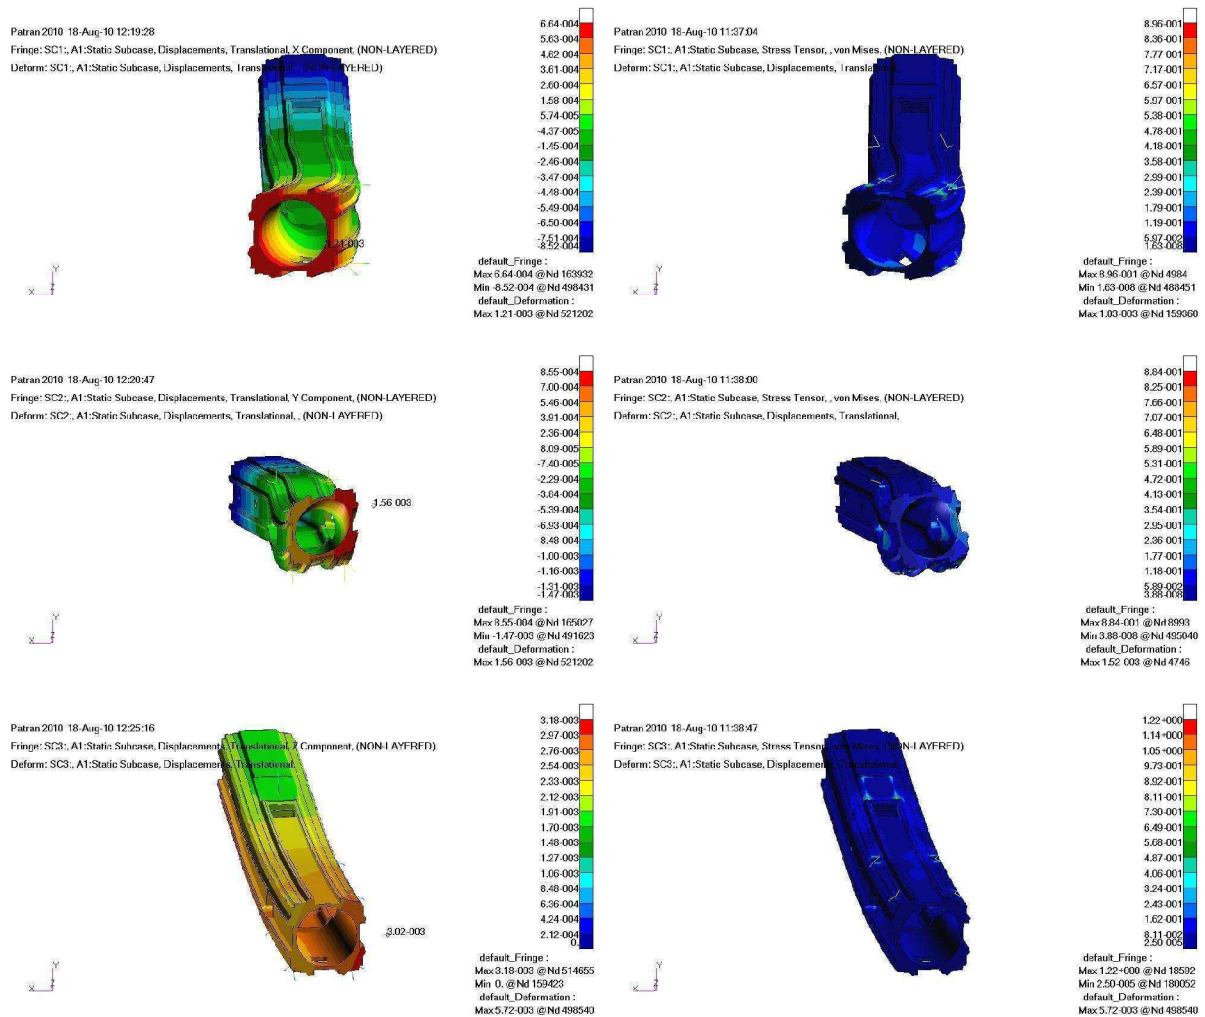 Patran 2010 18-Aug-10 12:19:28
Fringe: SC1:, A1:Static Subcase, Displacements, Translational, X Component, (NON-LAYERED)
Deform: SC1:, A1:Static Subcase, Displacements, Translational, , (NON-LAYERED)
6.64-004
5.63-004
4.62-004
3.61-004
2.60-004
1.58-004
5.74-005
-4.37-005
-1.45-004
-2.46-004
-3.47-004
-4.48-004
-5.49-004
-6.50-004
-7.51-004
-8.52-004
1.21-003
default_Fringe :
Max 6.64-004 @Nd 163932
Min -8.52-004 @Nd 498431
default_Deformation :
Max 1.21-003 @Nd 521202
Y
X Z
Patran 2010 18-Aug-10 11:37:04
Fringe: SC1:, A1:Static Subcase, Stress Tensor, , von Mises, (NON-LAYERED)
Deform: SC1:, A1:Static Subcase, Displacements, Translational,
8.96-001
8.36-001
7.77-001
7.17-001
6.57-001
5.97-001
5.38-001
4.78-001
4.18-001
3.58-001
2.99-001
2.39-001
1.79-001
1.19-001
5.97-002
1.63-008
default_Fringe :
Max 8.96-001 @Nd 4984
Min 1.63-008 @Nd 488451
default_Deformation :
Max 1.03-003 @Nd 159360
Y
X Z
Patran 2010 18-Aug-10 12:20:47
Fringe: SC2:, A1:Static Subcase, Displacements, Translational, Y Component, (NON-LAYERED)
Deform: SC2:, A1:Static Subcase, Displacements, Translational, , (NON-LAYERED)
8.55-004
7.00-004
5.46-004
3.91-004
2.36-004
8.09-005
-7.40-005
-2.29-004
-3.84-004
-5.39-004
-6.93-004
-8.48-004
-1.00-003
-1.16-003
-1.31-003
-1.47-003
1.56-003
default_Fringe :
Max 8.55-004 @Nd 165027
Min -1.47-003 @Nd 491623
default_Deformation :
Max 1.56-003 @Nd 521202
Y
X Z
Patran 2010 18-Aug-10 11:38:00
Fringe: SC2:, A1:Static Subcase, Stress Tensor, , von Mises, (NON-LAYERED)
Deform: SC2:, A1:Static Subcase, Displacements, Translational,
8.84-001
8.25-001
7.66-001
7.07-001
6.48-001
5.89-001
5.31-001
4.72-001
4.13-001
3.54-001
2.95-001
2.36-001
1.77-001
1.18-001
5.89-002
3.88-008
default_Fringe :
Max 8.84-001 @Nd 8993
Min 3.88-008 @Nd 495040
default_Deformation :
Max 1.52-003 @Nd 4746
Y
X Z
Patran 2010 18-Aug-10 12:25:16
Fringe: SC3:, A1:Static Subcase, Displacements, Translational, Z Component, (NON-LAYERED)
Deform: SC3:, A1:Static Subcase, Displacements, Translational,
3.18-003
2.97-003
2.76-003
2.54-003
2.33-003
2.12-003
1.91-003
1.70-003
1.48-003
1.27-003
1.06-003
8.48-004
6.36-004
4.24-004
2.12-004
0.
3.02-003
default_Fringe :
Max 3.18-003 @Nd 514655
Min 0. @Nd 159423
default_Deformation :
Max 5.72-003 @Nd 498540
Y
X Z
Patran 2010 18-Aug-10 11:38:47
Fringe: SC3:, A1:Static Subcase, Stress Tensor, , von Mises, (NON-LAYERED)
Deform: SC3:, A1:Static Subcase, Displacements, Translational,
1.22+000
1.14+000
1.05+000
9.73-001
8.92-001
8.11-001
7.30-001
6.49-001
5.68-001
4.87-001
4.06-001
3.24-001
2.43-001
1.62-001
8.11-002
2.50-005
default_Fringe :
Max 1.22+000 @Nd 18592
Min 2.50-005 @Nd 180052
default_Deformation :
Max 5.72-003 @Nd 498540
Y
X Z